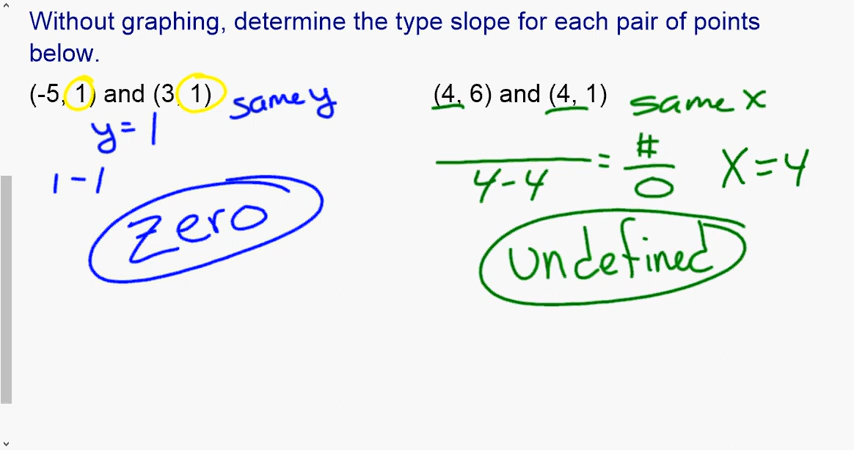 Without graphing, determine the type slope for each pair of points
below.
(-5, 1) and (3, 1) same y
y = 1
1 - 1
zero
(4, 6) and (4, 1) same x
4 - 4 = #/0 x = 4
undefined